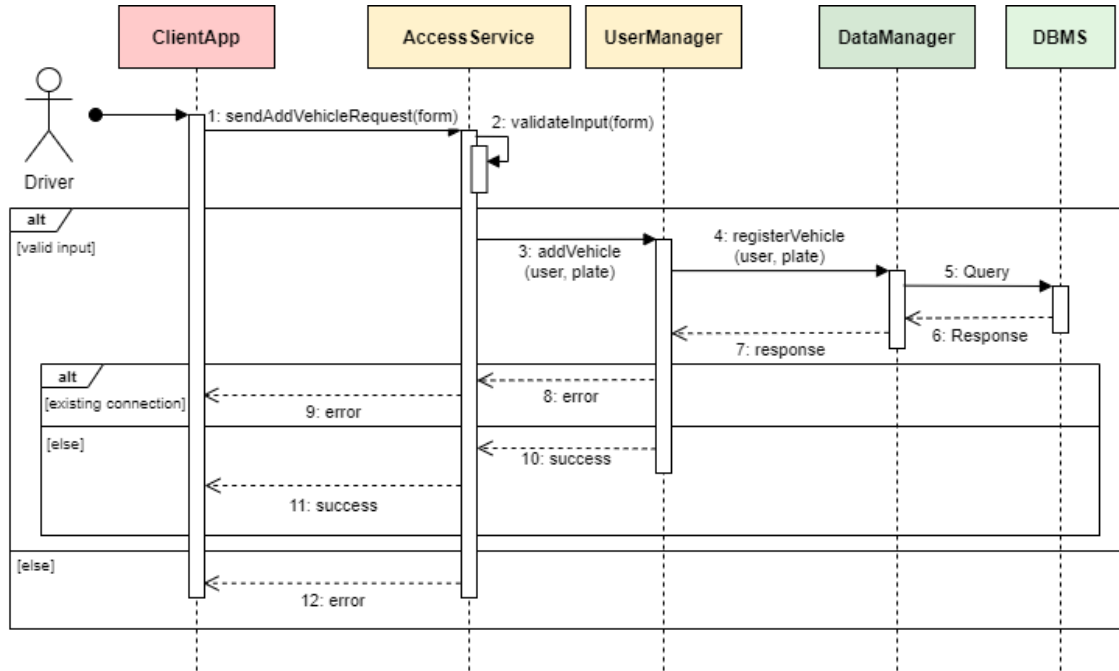 ClientApp
AccessService
UserManager
DataManager
DBMS
Driver
1: sendAddVehicleRequest(form)
2: validateInput(form)
alt
[valid input]
3: addVehicle
(user, plate)
4: registerVehicle
(user, plate)
5: Query
6: Response
7: response
alt
[existing connection]
8: error
9: error
[else]
10: success
11: success
[else]
12: error